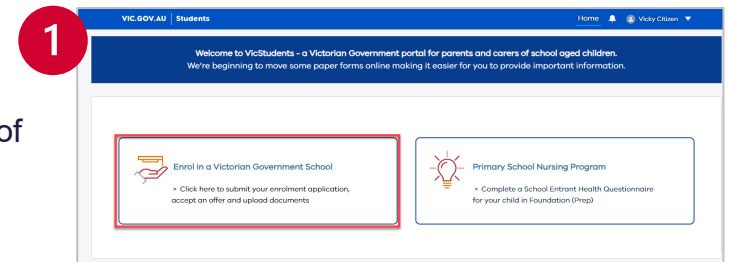 1
VIC.GOV.AU Students
Home Vicky Citizen
Welcome to VicStudents - a Victorian Government portal for parents and carers of school aged children.
We're beginning to move some paper forms online making it easier for you to provide important information.
of
Enrol in a Victorian Government School
> Click here to submit your enrolment application,
accept an offer and upload documents
Primary School Nursing Program
> Complete a School Entrant Health Questionnaire
for your child in Foundation (Prep)